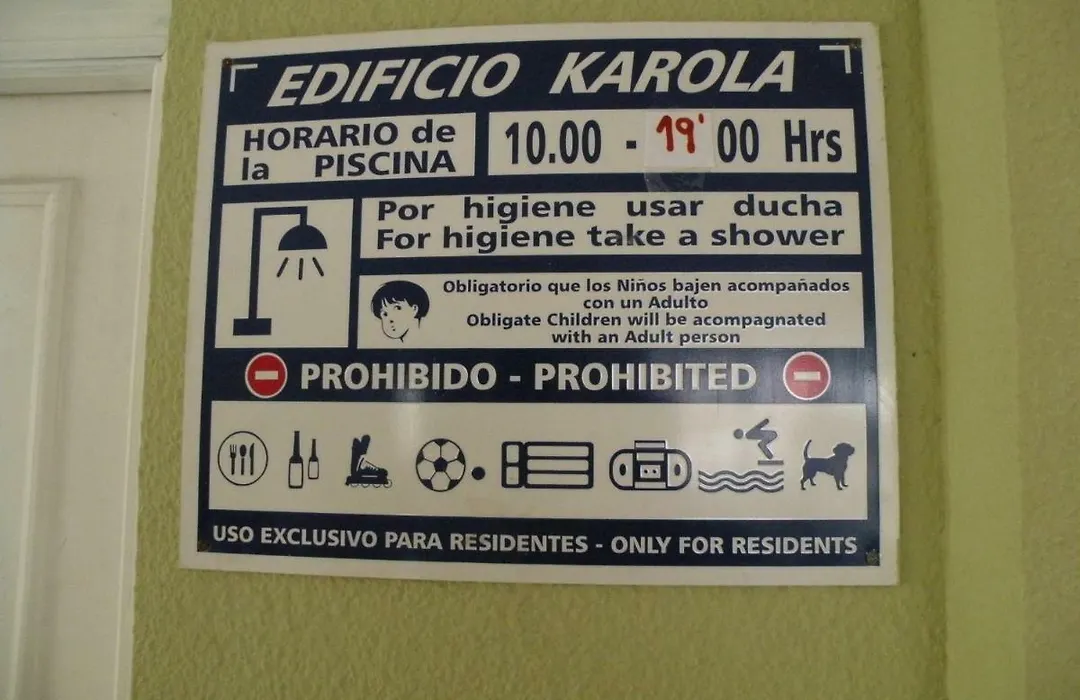 EDIFICIO KAROLA
HORARIO de
la PISCINA
10.00 - 19'00 Hrs
Por higiene usar ducha
For higiene take a shower
Obligatorio que los Niños bajen acompañados
con un Adulto
Obligate Children will be acompagnated
with an Adult person
PROHIBIDO - PROHIBITED
USO EXCLUSIVO PARA RESIDENTES - ONLY FOR RESIDENTS